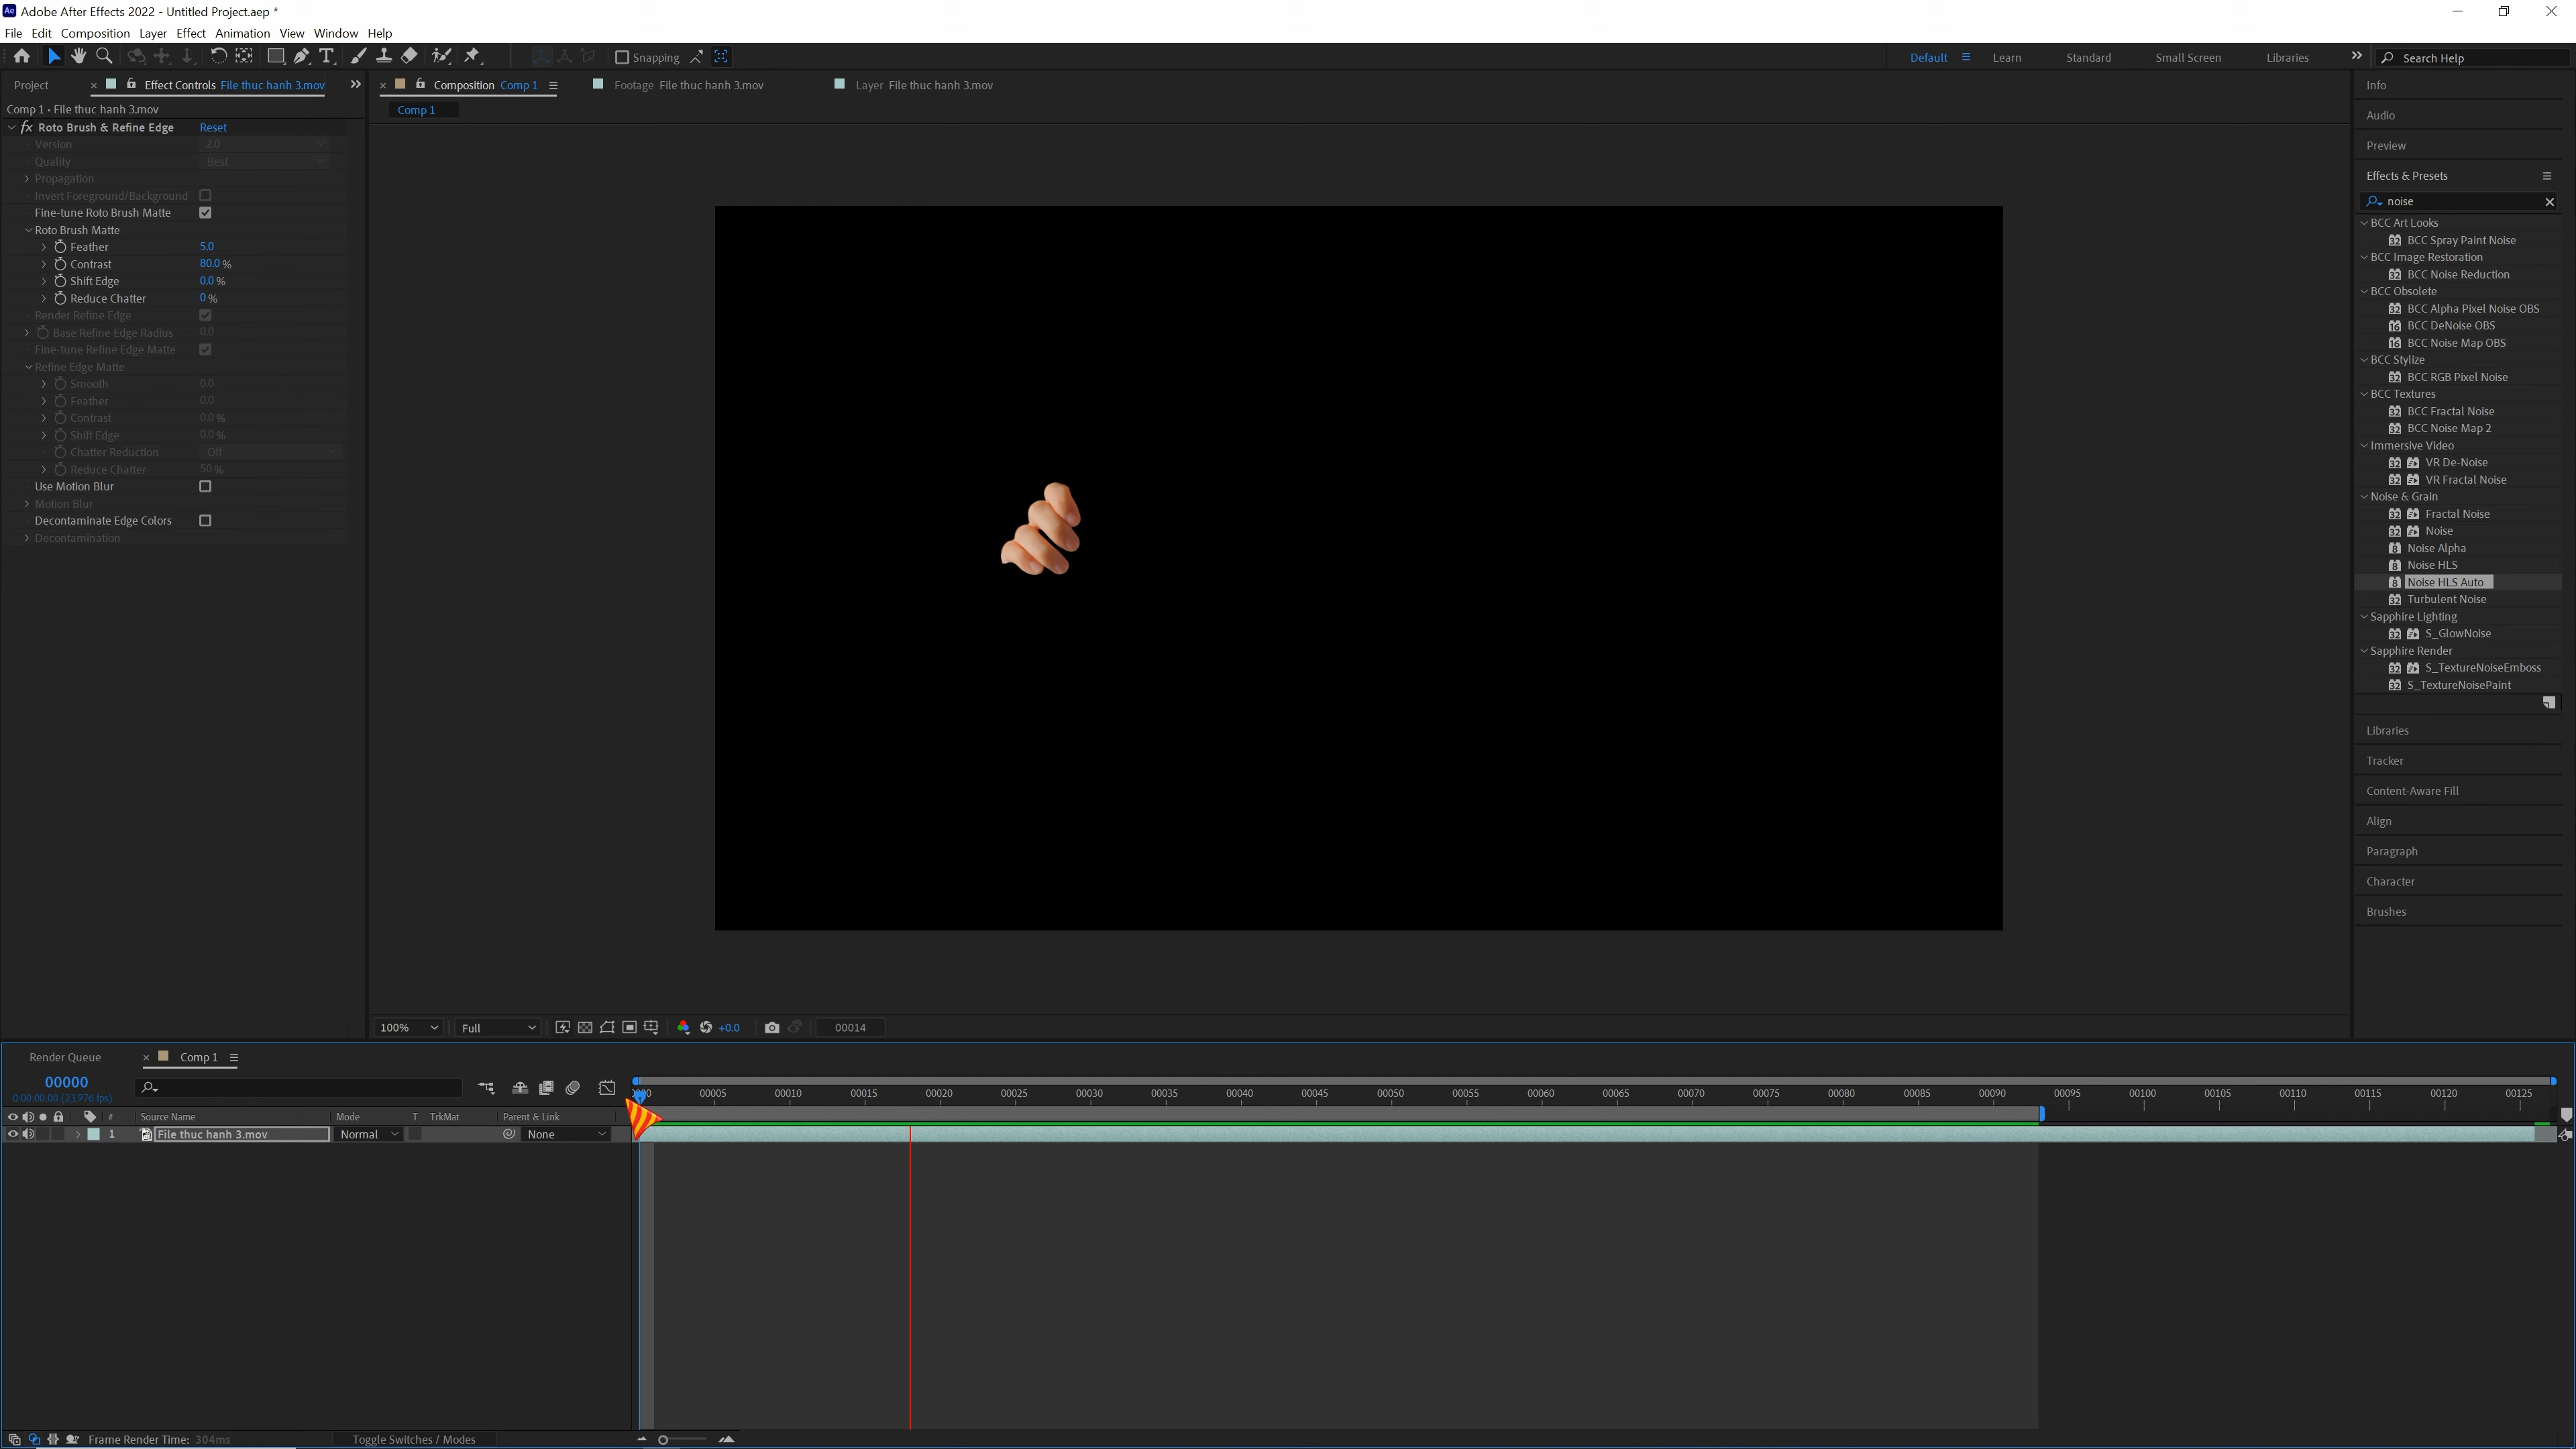 Adobe After Effects 2022 - Untitled Project.aep *
File Edit Composition Layer Effect Animation View Window Help
Snapping
Default Learn Standard Small Screen Libraries Search Help
Project Effect Controls File thuc hanh 3.mov
Comp 1 • File thuc hanh 3.mov
fx Roto Brush & Refine Edge Reset
Version 2.0
Quality Best
Propagation
Invert Foreground/Background
Fine-tune Roto Brush Matte
Roto Brush Matte
Feather 5.0
Contrast 80.0 %
Shift Edge 0.0 %
Reduce Chatter 0 %
Render Refine Edge
Base Refine Edge Radius 0.0
Fine-tune Refine Edge Matte
Refine Edge Matte
Smooth 0.0
Feather 0.0
Contrast 0.0 %
Shift Edge 0.0 %
Chatter Reduction Off
Reduce Chatter 50 %
Use Motion Blur
Motion Blur
Decontaminate Edge Colors
Decontamination
Composition Comp 1 Footage File thuc hanh 3.mov Layer File thuc hanh 3.mov
Comp 1
100% Full +0.0 00014
Info
Audio
Preview
Effects & Presets
noise
BCC Art Looks
BCC Spray Paint Noise
BCC Image Restoration
BCC Noise Reduction
BCC Obsolete
BCC Alpha Pixel Noise OBS
BCC DeNoise OBS
BCC Noise Map OBS
BCC Stylize
BCC RGB Pixel Noise
BCC Textures
BCC Fractal Noise
BCC Noise Map 2
Immersive Video
VR De-Noise
VR Fractal Noise
Noise & Grain
Fractal Noise
Noise
Noise Alpha
Noise HLS
Noise HLS Auto
Turbulent Noise
Sapphire Lighting
S_GlowNoise
Sapphire Render
S_TextureNoiseEmboss
S_TextureNoisePaint
Libraries
Tracker
Content-Aware Fill
Align
Paragraph
Character
Brushes
Render Queue Comp 1
00000
0:00:00:00 (23.976 fps)
00005 00010 00015 00020 00025 00030 00035 00040 00045 00050 00055 00060 00065 00070 00075 00080 00085 00090 00095 00100 00105 00110 00115 00120 00125
# Source Name Mode T TrkMat Parent & Link
1 File thuc hanh 3.mov Normal None
Frame Render Time: 304ms Toggle Switches / Modes